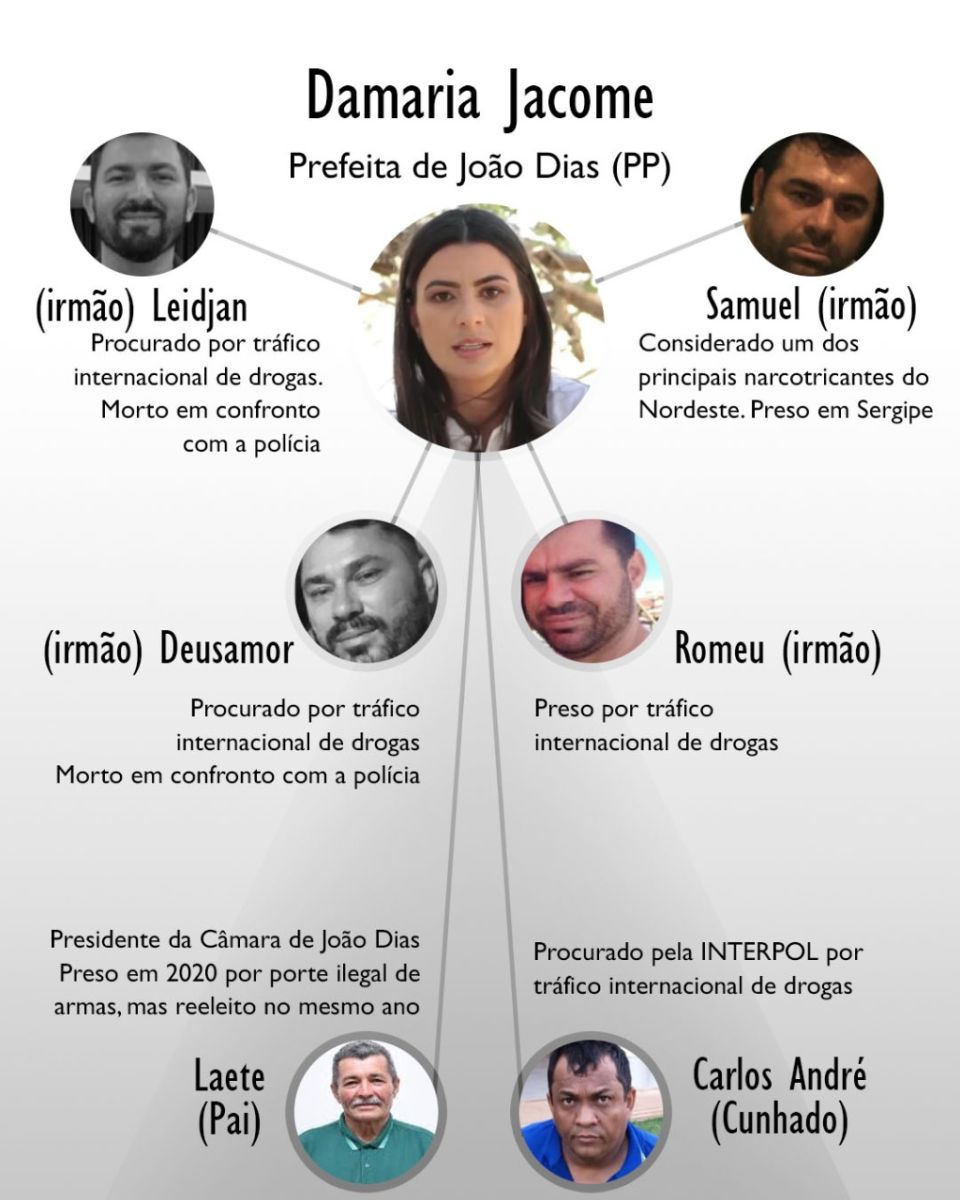 Damaria Jacome
Prefeita de João Dias (PP)
(irmão) Leidjan
Procurado por tráfico
internacional de drogas.
Morto em confronto
com a polícia
Samuel (irmão)
Considerado um dos
principais narcotricantes do
Nordeste. Preso em Sergipe
(irmão) Deusamor
Procurado por tráfico
internacional de drogas
Morto em confronto com a polícia
Romeu (irmão)
Preso por tráfico
internacional de drogas
Presidente da Câmara de João Dias
Preso em 2020 por porte ilegal de
armas, mas reeleito no mesmo ano
Laete
(Pai)
Procurado pela INTERPOL por
tráfico internacional de drogas
Carlos André
(Cunhado)